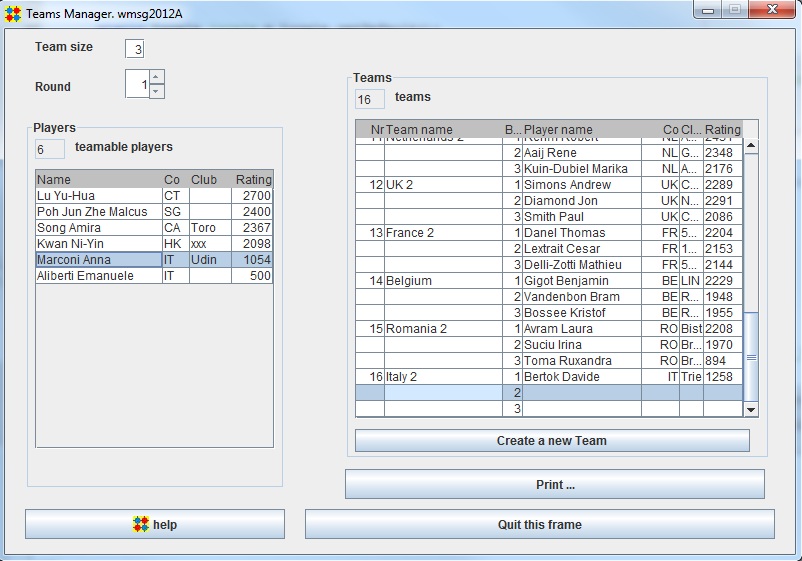 Teams Manager. wmsg2012A
Team size 3
Round 1
Players
6 teamable players
Name Co Club Rating
Lu Yu-Hua CT 2700
Poh Jun Zhe Malcus SG 2400
Song Amira CA Toro 2367
Kwan Ni-Yin HK xxx 2098
Marconi Anna IT Udin 1054
Aliberti Emanuele IT 500
help
Teams
16 teams
Nr Team name B... Player name Co Cl... Rating
2 Aaij Rene NL G... 2348
3 Kuin-Dubiel Marika NL A... 2176
12 UK 2 1 Simons Andrew UK C... 2289
2 Diamond Jon UK N... 2291
3 Smith Paul UK C... 2086
13 France 2 1 Danel Thomas FR 5... 2204
2 Lextrait Cesar FR 1... 2153
3 Delli-Zotti Mathieu FR 5... 2144
14 Belgium 1 Gigot Benjamin BE LIN 2229
2 Vandenbon Bram BE R... 1948
3 Bossee Kristof BE R... 1955
15 Romania 2 1 Avram Laura RO Bist 2208
2 Suciu Irina RO Br... 1970
3 Toma Ruxandra RO Br... 894
16 Italy 2 1 Bertok Davide IT Trie 1258
2
3
Create a new Team
Print ...
Quit this frame